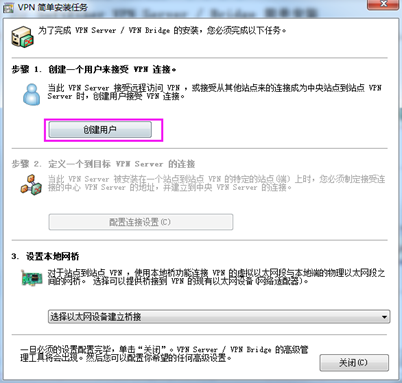 VPN 简单安装任务
为了完成 VPN Server / VPN Bridge 的安装，您必须完成以下任务。
步骤 1. 创建一个用户来接受 VPN 连接。
当此 VPN Server 接受远程访问 VPN ，或接受从其他站点来的连接成为中央站点到站点 VPN
Server 时，创建用户接受 VPN 连接。
创建用户
步骤 2. 定义一个到目标 VPN Server 的连接
当此 VPN Server 被安装在一个站点到站点 VPN 的特定的站点(端) 上时，您必须制定接受连
接的中心 VPN Server 的地址，并建立到中央 VPN Server 的连接。
配置连接设置(C)
3. 设置本地网桥
对于站点到站点 VPN ，使用本地桥功能连接 VPN 的虚拟以太网段与本地端的物理以太网段之
间的网桥。 选择可以提供桥接到 VPN 的现有以太网设备(网络适配器)。
选择以太网设备建立桥接
一旦必须的设置配置完毕，单击“关闭”。VPN Server / VPN Bridge 的高级管
理工具将会出现。然后您可以配置你希望的任何高级设置。
关闭(C)